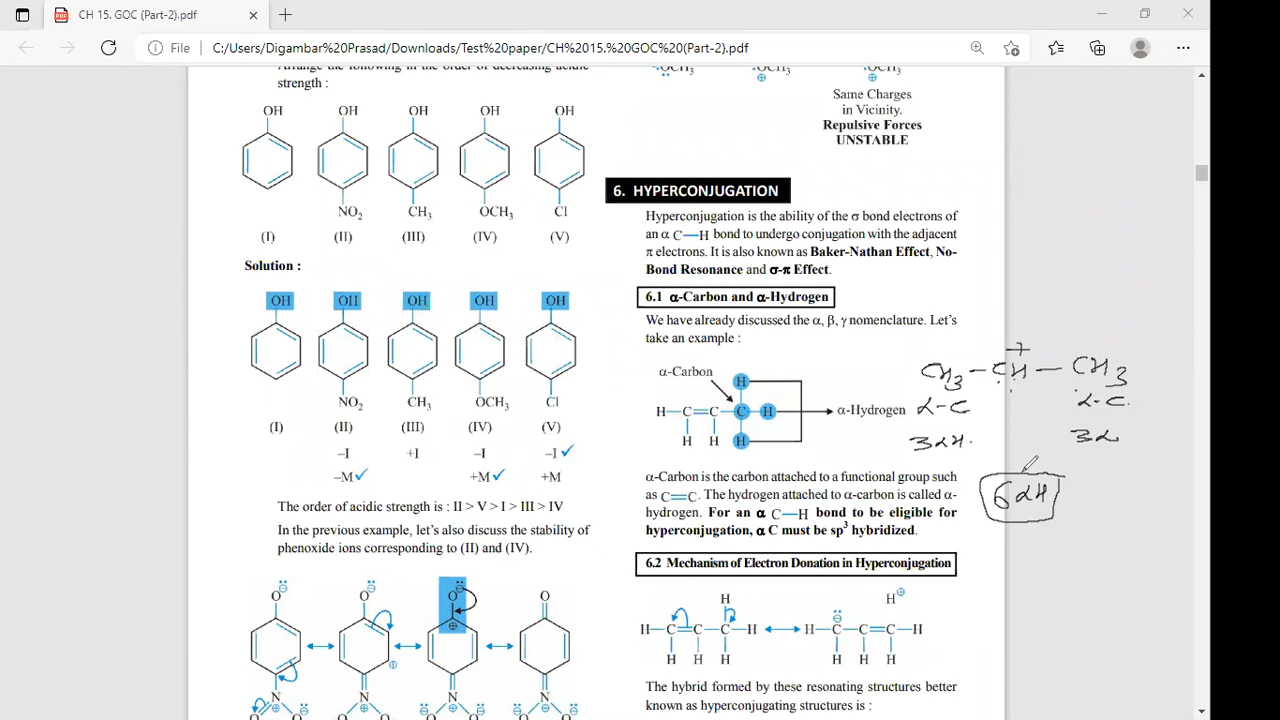 CH 15. GOC (Part-2).pdf
File C:/Users/Digambar%20Prasad/Downloads/Test%20paper/CH%2015.%20GOC%20(Part-2).pdf
Arrange the following in the order of decreasing acidic
strength :
OH OH OH OH OH
NO2 CH3 OCH3 Cl
(I) (II) (III) (IV) (V)
Solution :
OH OH OH OH OH
NO2 CH3 OCH3 Cl
(I) (II) (III) (IV) (V)
–I +I –I –I ✓
–M ✓ +M ✓ +M
The order of acidic strength is : II > V > I > III > IV
In the previous example, let's also discuss the stability of
phenoxide ions corresponding to (II) and (IV).
O⊖ O⊖ O⊖ O
⊕
⊕
N N N N
O ⊕ O⊖ ⊖O ⊕ O⊖ ⊖O ⊕ O⊖ ⊖O ⊕ O⊖
OCH3 OCH3 OCH3
⊕ ⊕
Same Charges
in Vicinity.
Repulsive Forces
UNSTABLE
6. HYPERCONJUGATION
Hyperconjugation is the ability of the σ bond electrons of
an α C—H bond to undergo conjugation with the adjacent
π electrons. It is also known as Baker-Nathan Effect, No-
Bond Resonance and σ-π Effect.
6.1 α-Carbon and α-Hydrogen
We have already discussed the α, β, γ nomenclature. Let's
take an example :
α-Carbon H
H—C=C—C—H α-Hydrogen
H H H
CH3 – C+H – CH3
α-C α-C.
3αH. 3α
6αH
α-Carbon is the carbon attached to a functional group such
as C=C. The hydrogen attached to α-carbon is called α-
hydrogen. For an α C—H bond to be eligible for
hyperconjugation, α C must be sp3 hybridized.
6.2 Mechanism of Electron Donation in Hyperconjugation
H H⊕
H—C=C—C—H ↔ H—C⊖—C=C—H
H H H H H H
The hybrid formed by these resonating structures better
known as hyperconjugating structures is :